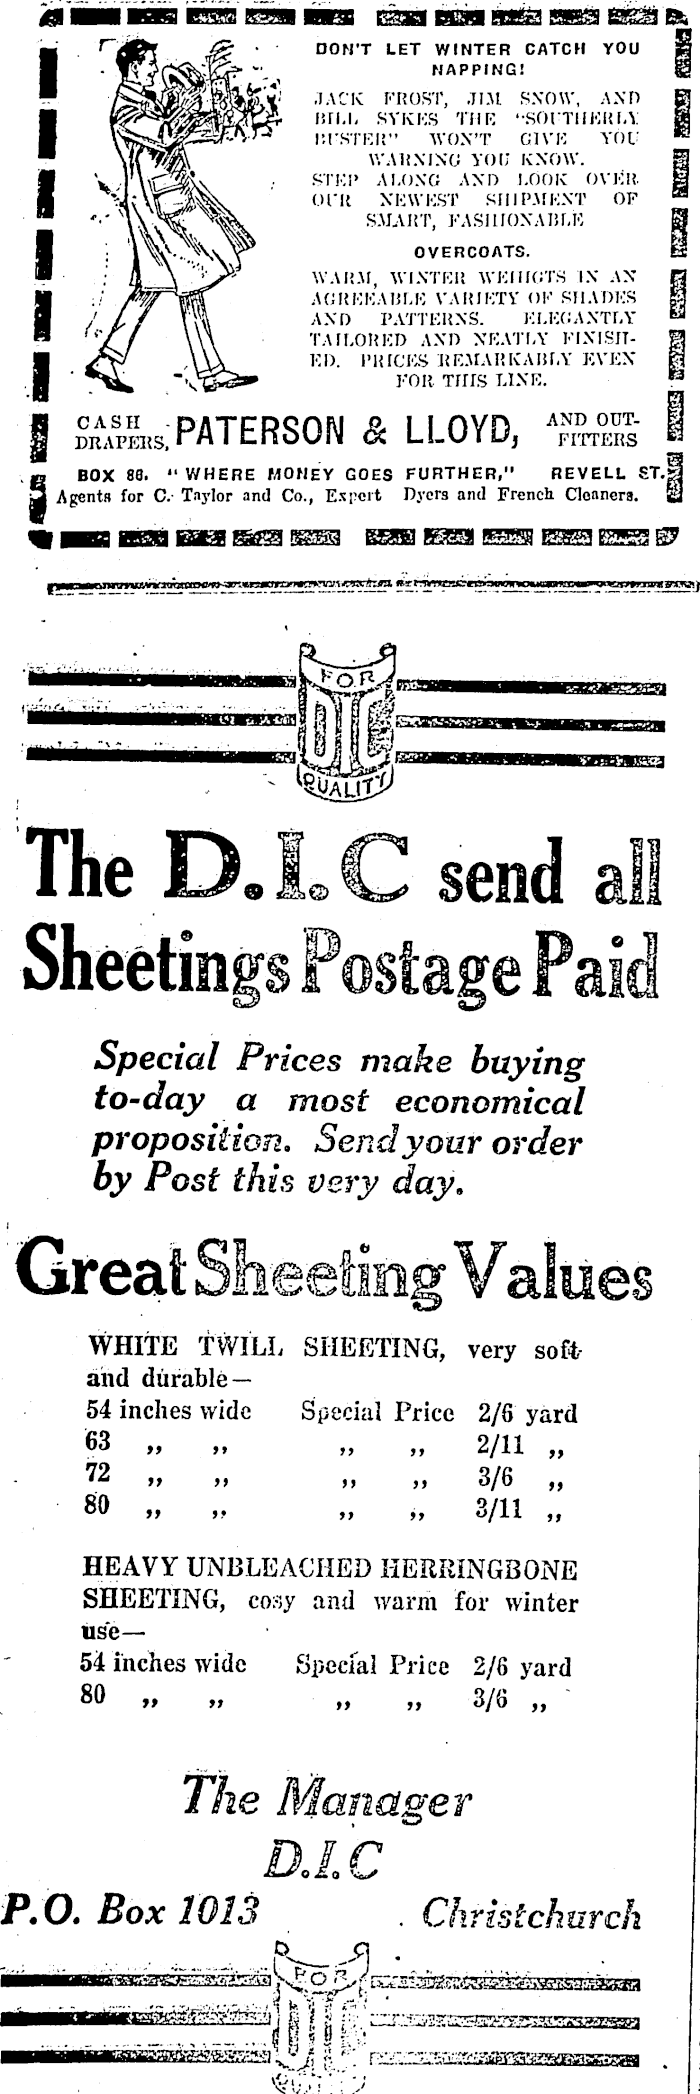 DON'T LET WINTER CATCH YOU
NAPPING!
JACK FROST, JIM SNOW, AND
BILL SYKES THE "SOUTHERLY
BUSTER" WON'T GIVE YOU
WARNING YOU KNOW.
STEP ALONG AND LOOK OVER
OUR NEWEST SHIPMENT OF
SMART, FASHIONABLE
OVERCOATS.
WARM, WINTER WEIHGTS IN AN
AGREEABLE VARIETY OF SHADES
AND PATTERNS. ELEGANTLY
TAILORED AND NEATLY FINISH-
ED. PRICES REMARKABLY EVEN
FOR THIS LINE.
CASH DRAPERS, PATERSON & LLOYD, AND OUT-FITTERS
BOX 86. "WHERE MONEY GOES FURTHER," REVELL ST.
Agents for C. Taylor and Co., Expert Dyers and French Cleaners.
FOR
DIC
QUALITY
The D.I.C send all
Sheetings Postage Paid
Special Prices make buying
to-day a most economical
proposition. Send your order
by Post this very day.
Great Sheeting Values
WHITE TWILL SHEETING, very soft
and durable—
54 inches wide Special Price 2/6 yard
63 ,, ,, ,, ,, 2/11 ,,
72 ,, ,, ,, ,, 3/6 ,,
80 ,, ,, ,, ,, 3/11 ,,
HEAVY UNBLEACHED HERRINGBONE
SHEETING, cosy and warm for winter
use—
54 inches wide Special Price 2/6 yard
80 ,, ,, ,, ,, 3/6 ,,
The Manager
D.I.C
P.O. Box 1013 Christchurch
FOR
DIC
QUALITY